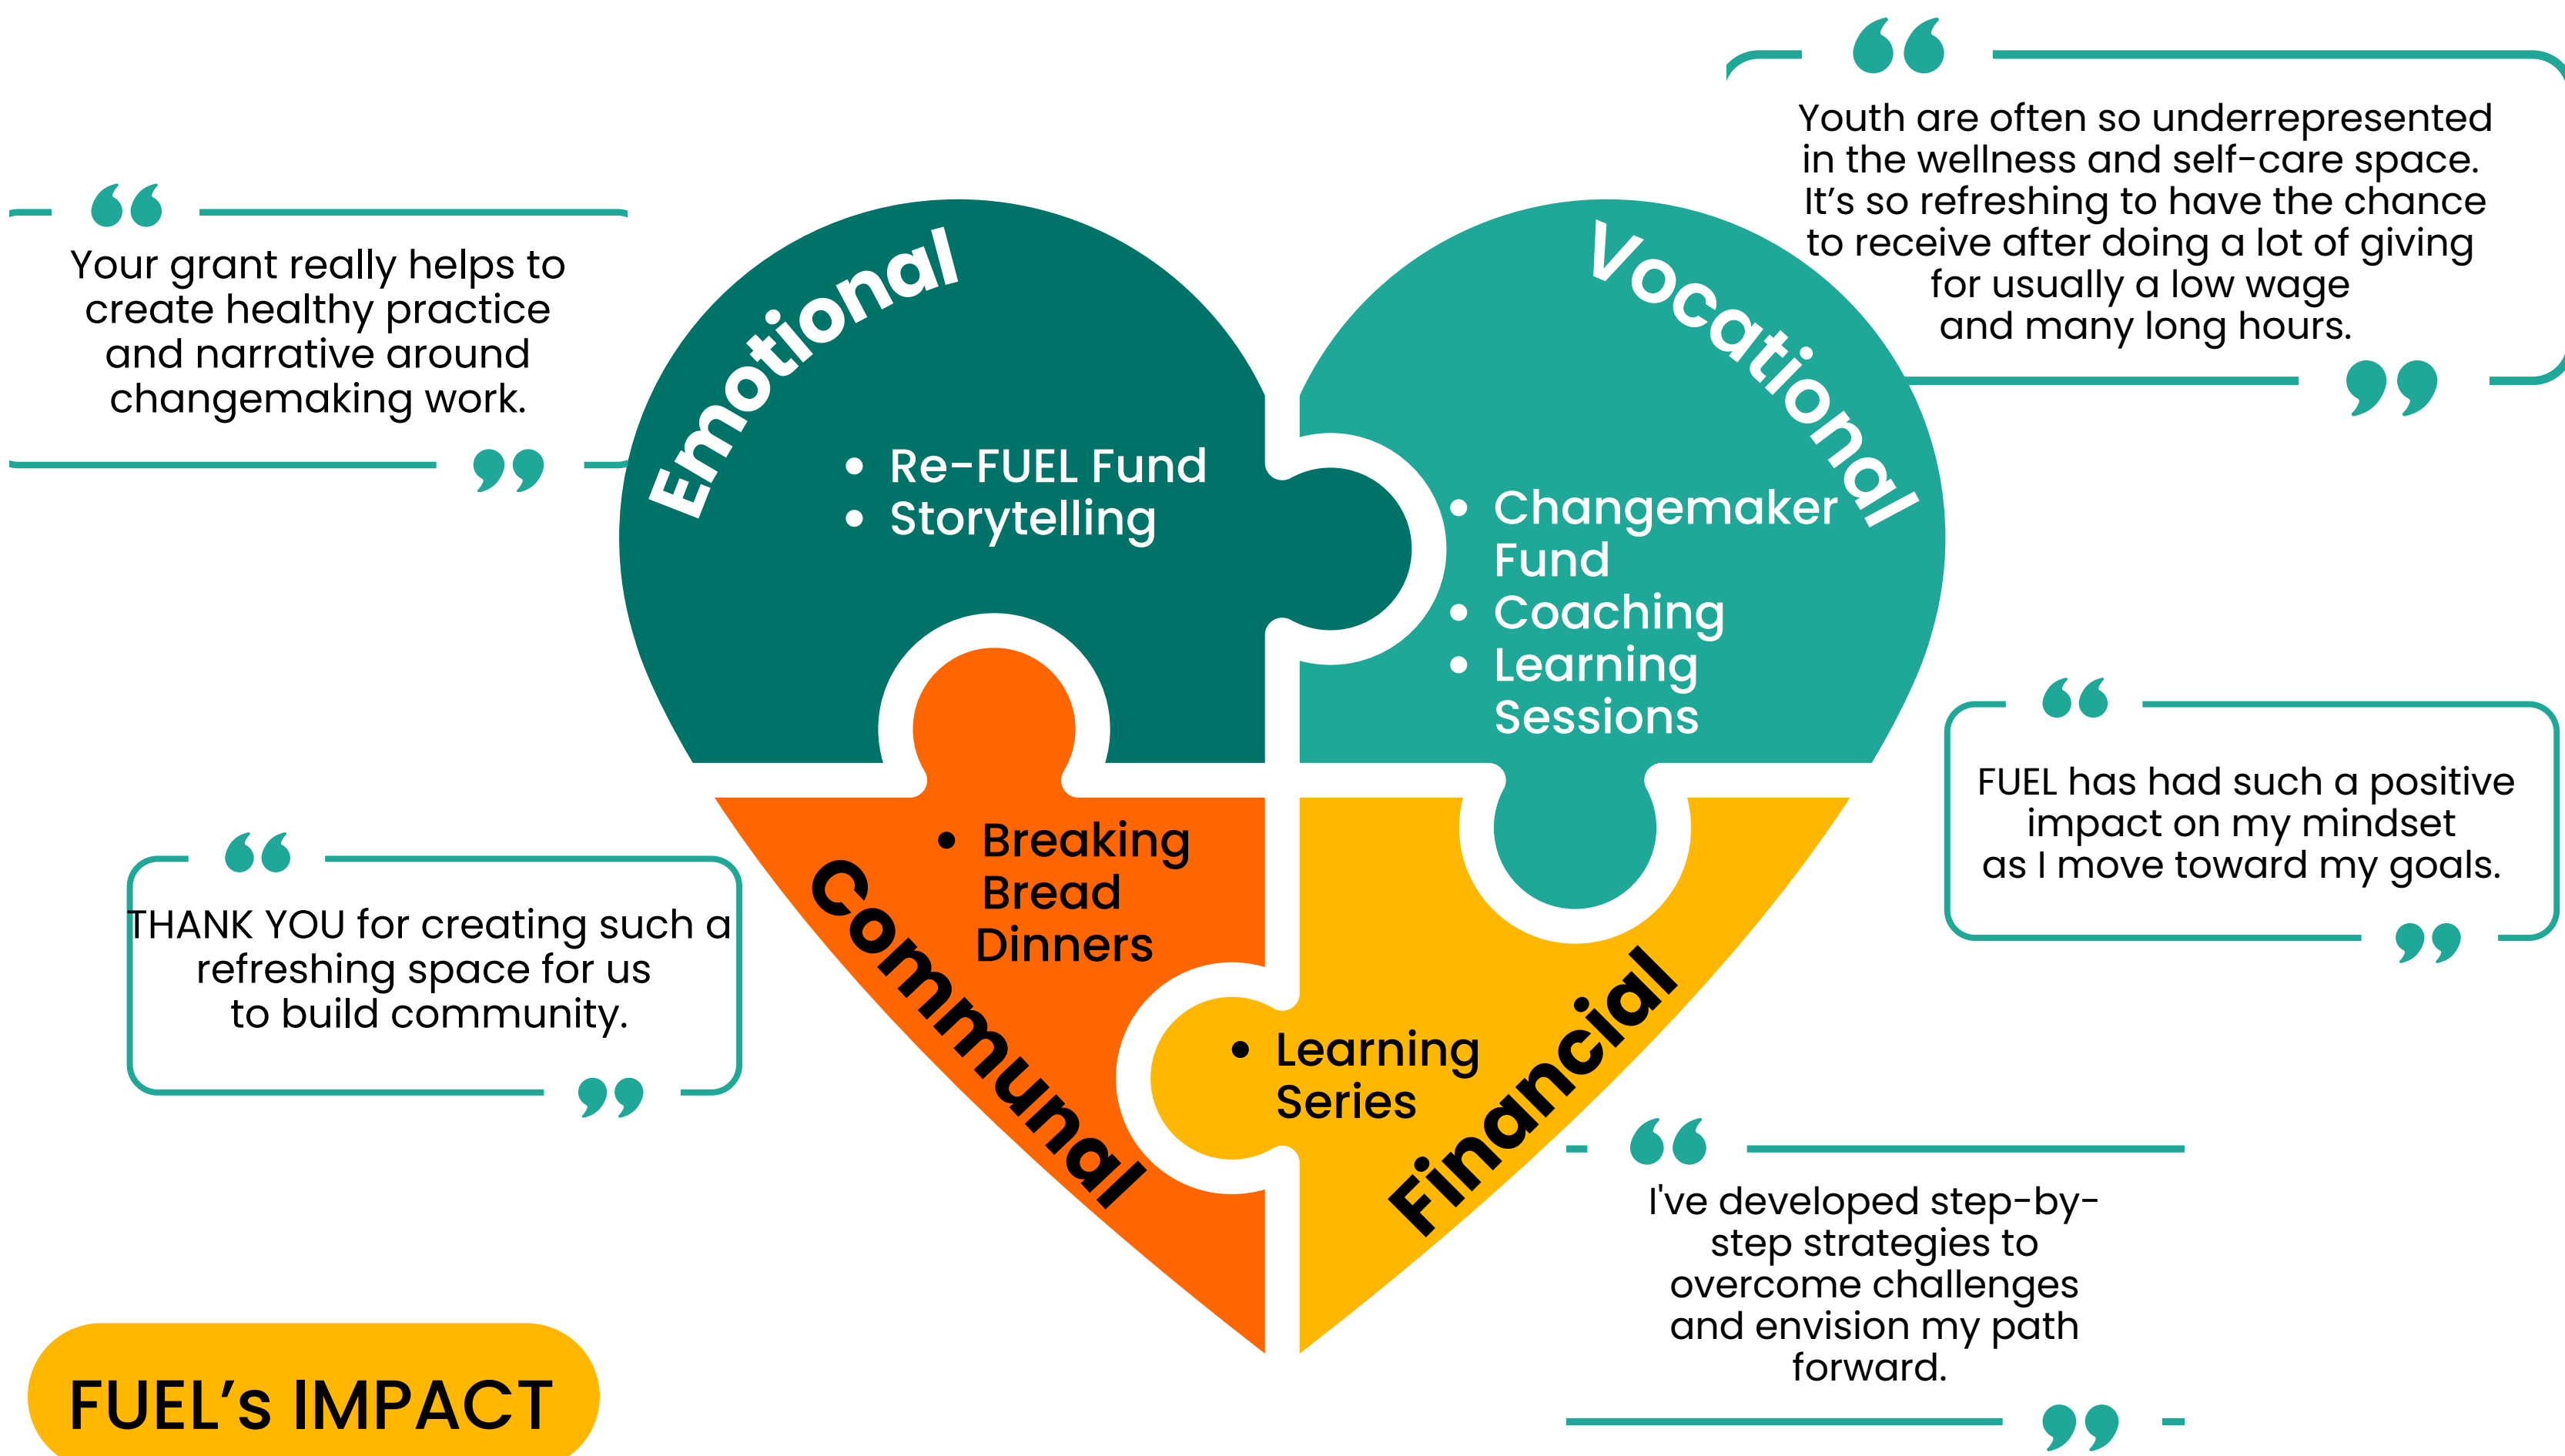 Your grant really helps to
create healthy practice
and narrative around
changemaking work.
Youth are often so underrepresented
in the wellness and self-care space.
It’s so refreshing to have the chance
to receive after doing a lot of giving
for usually a low wage
and many long hours.
Emotional
• Re-FUEL Fund
• Storytelling
Vocational
• Changemaker
Fund
• Coaching
• Learning
Sessions
FUEL has had such a positive
impact on my mindset
as I move toward my goals.
THANK YOU for creating such a
refreshing space for us
to build community.
Communal
• Breaking
Bread
Dinners
Financial
• Learning
Series
I've developed step-by-
step strategies to
overcome challenges
and envision my path
forward.
FUEL’s IMPACT